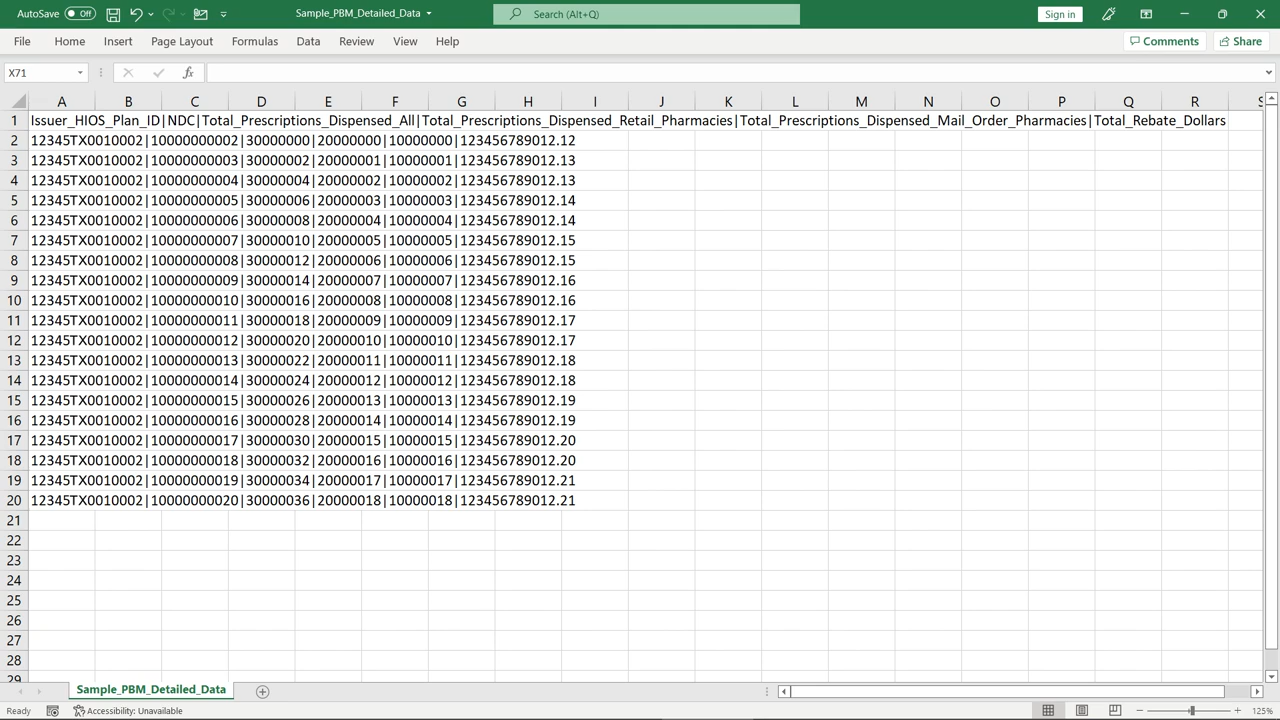 AutoSave Off Sample_PBM_Detailed_Data Search (Alt+Q) Sign in
File Home Insert Page Layout Formulas Data Review View Help Comments Share
X71 fx
A B C D E F G H I J K L M N O P Q R S
1 Issuer_HIOS_Plan_ID|NDC|Total_Prescriptions_Dispensed_All|Total_Prescriptions_Dispensed_Retail_Pharmacies|Total_Prescriptions_Dispensed_Mail_Order_Pharmacies|Total_Rebate_Dollars
2 12345TX0010002|10000000002|30000000|20000000|10000000|123456789012.12
3 12345TX0010002|10000000003|30000002|20000001|10000001|123456789012.13
4 12345TX0010002|10000000004|30000004|20000002|10000002|123456789012.13
5 12345TX0010002|10000000005|30000006|20000003|10000003|123456789012.14
6 12345TX0010002|10000000006|30000008|20000004|10000004|123456789012.14
7 12345TX0010002|10000000007|30000010|20000005|10000005|123456789012.15
8 12345TX0010002|10000000008|30000012|20000006|10000006|123456789012.15
9 12345TX0010002|10000000009|30000014|20000007|10000007|123456789012.16
10 12345TX0010002|10000000010|30000016|20000008|10000008|123456789012.16
11 12345TX0010002|10000000011|30000018|20000009|10000009|123456789012.17
12 12345TX0010002|10000000012|30000020|20000010|10000010|123456789012.17
13 12345TX0010002|10000000013|30000022|20000011|10000011|123456789012.18
14 12345TX0010002|10000000014|30000024|20000012|10000012|123456789012.18
15 12345TX0010002|10000000015|30000026|20000013|10000013|123456789012.19
16 12345TX0010002|10000000016|30000028|20000014|10000014|123456789012.19
17 12345TX0010002|10000000017|30000030|20000015|10000015|123456789012.20
18 12345TX0010002|10000000018|30000032|20000016|10000016|123456789012.20
19 12345TX0010002|10000000019|30000034|20000017|10000017|123456789012.21
20 12345TX0010002|10000000020|30000036|20000018|10000018|123456789012.21
21
22
23
24
25
26
27
28
29
Sample_PBM_Detailed_Data
Ready Accessibility: Unavailable 125%